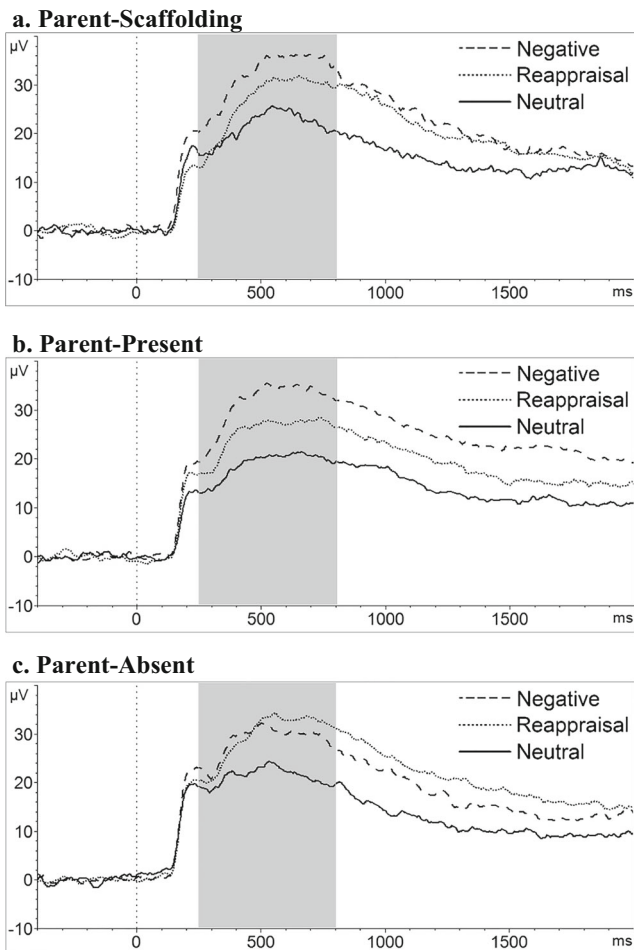 a. Parent-Scaffolding
µV
Negative
Reappraisal
Neutral
30
20
10
0
-10
0
500
1000
1500
ms
b. Parent-Present
µV
Negative
Reappraisal
Neutral
30
20
10
0
-10
0
500
1000
1500
ms
c. Parent-Absent
µV
Negative
Reappraisal
Neutral
30
20
10
0
-10
0
500
1000
1500
ms